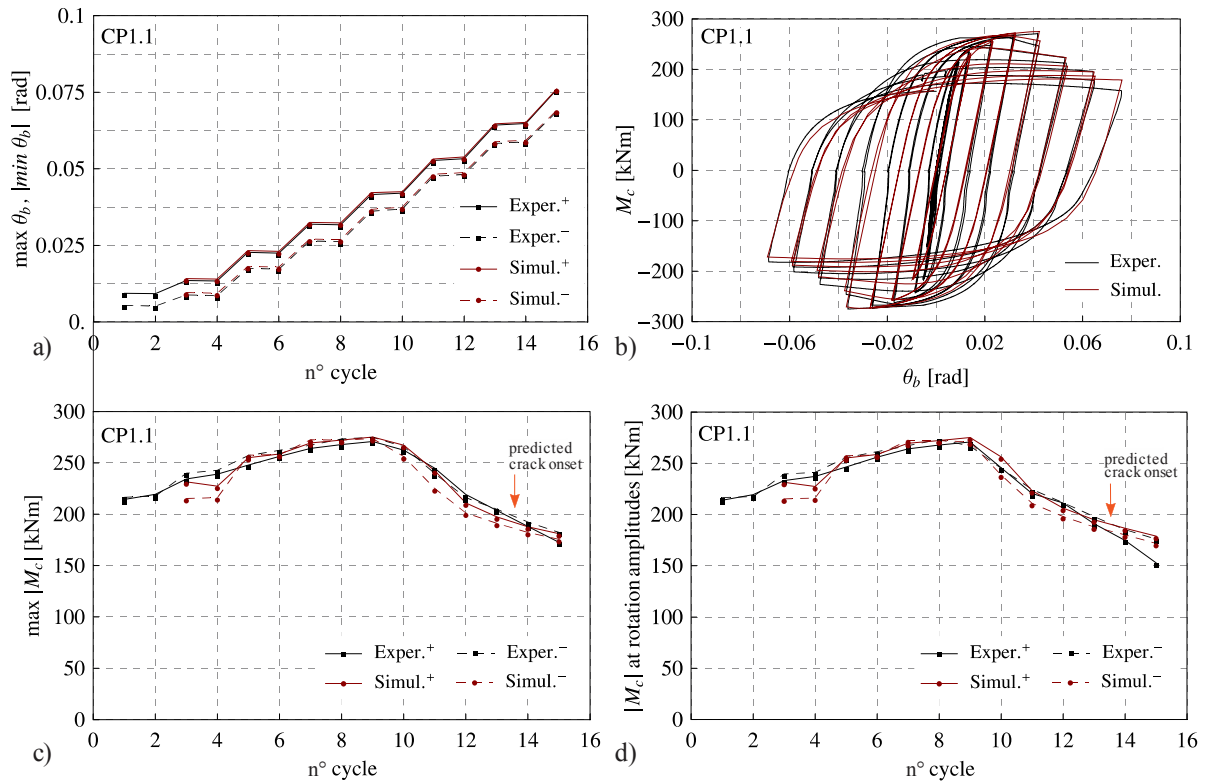 CP1.1
max θb, |min θb| [rad]
0.1
0.075
0.05
0.025
0.
Exper.+
Exper.−
Simul.+
Simul.−
0 2 4 6 8 10 12 14 16
n° cycle
a)
CP1.1
Mc [kNm]
300
200
100
0
−100
−200
−300
Exper.
Simul.
−0.1 −0.06 −0.02 0.02 0.06 0.1
θb [rad]
b)
CP1.1
max |Mc| [kNm]
300
250
200
150
100
50
0
predicted
crack onset
Exper.+ Exper.−
Simul.+ Simul.−
0 2 4 6 8 10 12 14 16
n° cycle
c)
CP1.1
|Mc| at rotation amplitudes [kNm]
300
250
200
150
100
50
0
predicted
crack onset
Exper.+ Exper.−
Simul.+ Simul.−
0 2 4 6 8 10 12 14 16
n° cycle
d)